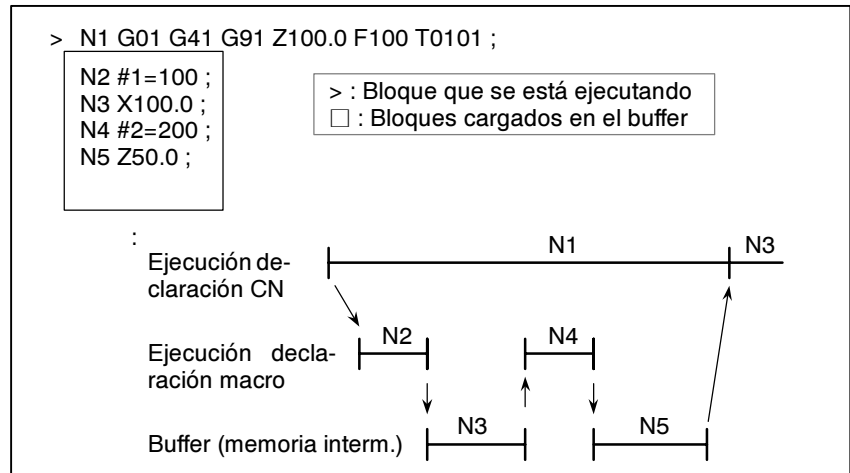 > N1 G01 G41 G91 Z100.0 F100 T0101 ;
N2 #1=100 ;
N3 X100.0 ;
N4 #2=200 ;
N5 Z50.0 ;
> : Bloque que se está ejecutando
□ : Bloques cargados en el buffer
:
Ejecución de-
claración CN
N1
N3
Ejecución decla-
ración macro
N2
N4
Buffer (memoria interm.)
N3
N5